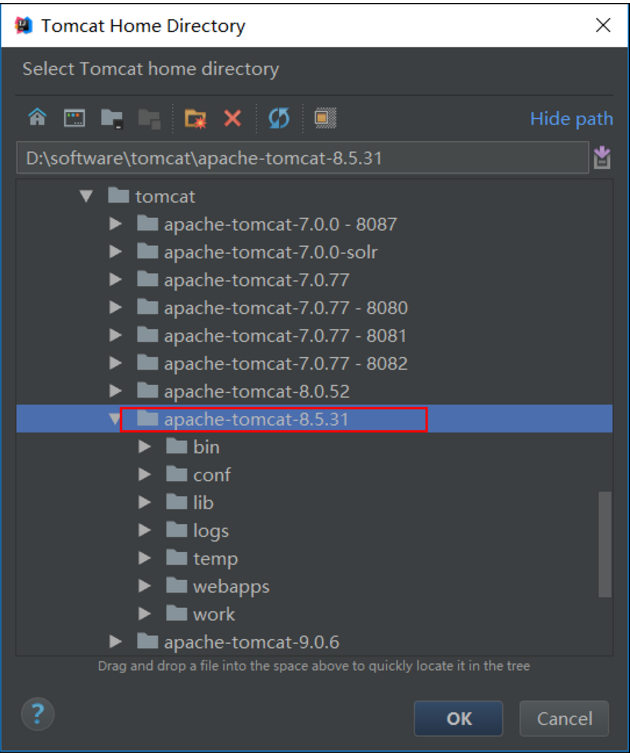 Tomcat Home Directory
Select Tomcat home directory
Hide path
D:\software\tomcat\apache-tomcat-8.5.31
tomcat
apache-tomcat-7.0.0 - 8087
apache-tomcat-7.0.0-solr
apache-tomcat-7.0.77
apache-tomcat-7.0.77 - 8080
apache-tomcat-7.0.77 - 8081
apache-tomcat-7.0.77 - 8082
apache-tomcat-8.0.52
apache-tomcat-8.5.31
bin
conf
lib
logs
temp
webapps
work
apache-tomcat-9.0.6
Drag and drop a file into the space above to quickly locate it in the tree
?
OK
Cancel